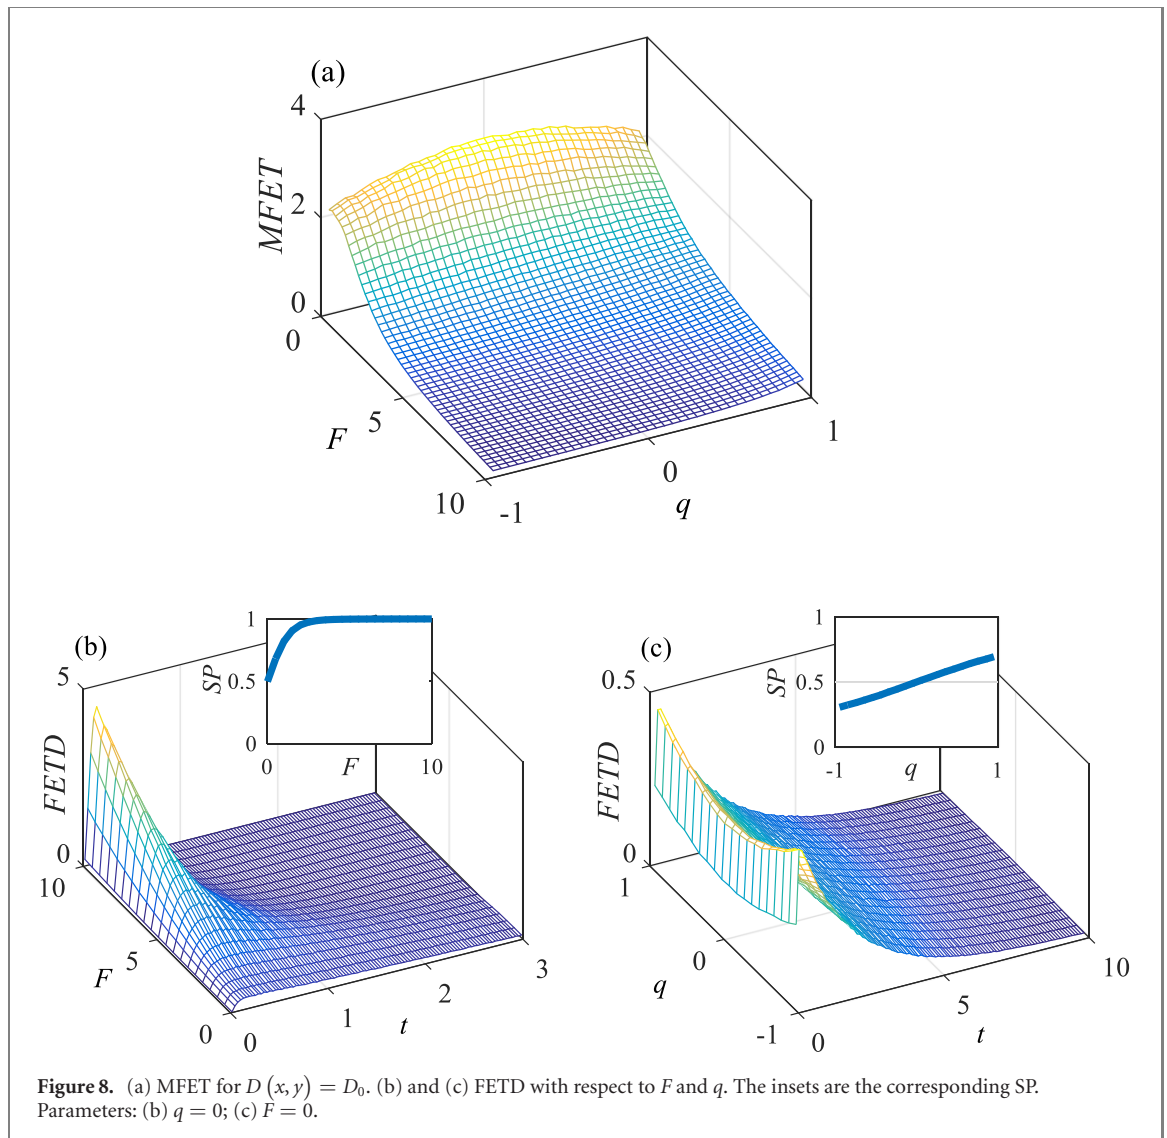 (a)
4
2
0
MFET
0
5
10
F
-1
0
1
q
(b)
5
0
FETD
10
5
0
F
0
1
2
3
t
1
0.5
0
SP
0
F
10
(c)
0.5
0
FETD
1
0
-1
q
0
5
10
t
1
0.5
0
SP
-1
q
1
Figure 8. (a) MFET for D (x, y) = D₀. (b) and (c) FETD with respect to F and q. The insets are the corresponding SP.
Parameters: (b) q = 0; (c) F = 0.